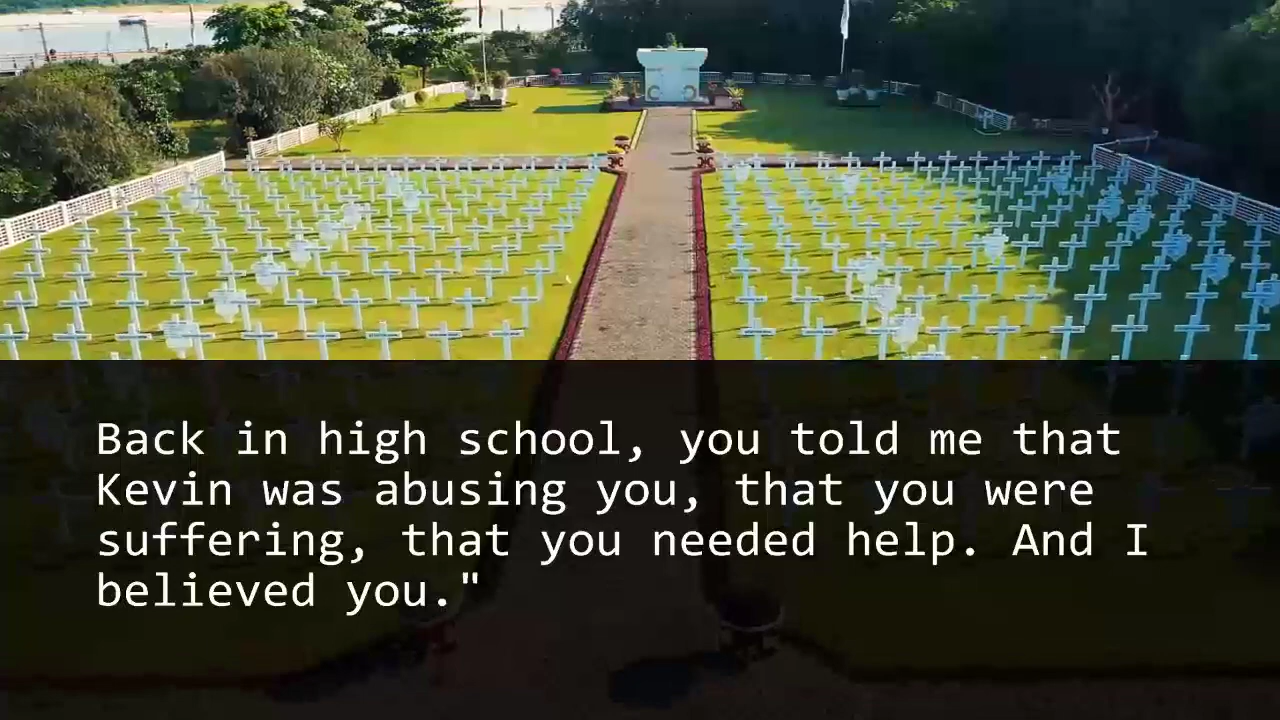 Back in high school, you told me that
Kevin was abusing you, that you were
suffering, that you needed help. And I
believed you."